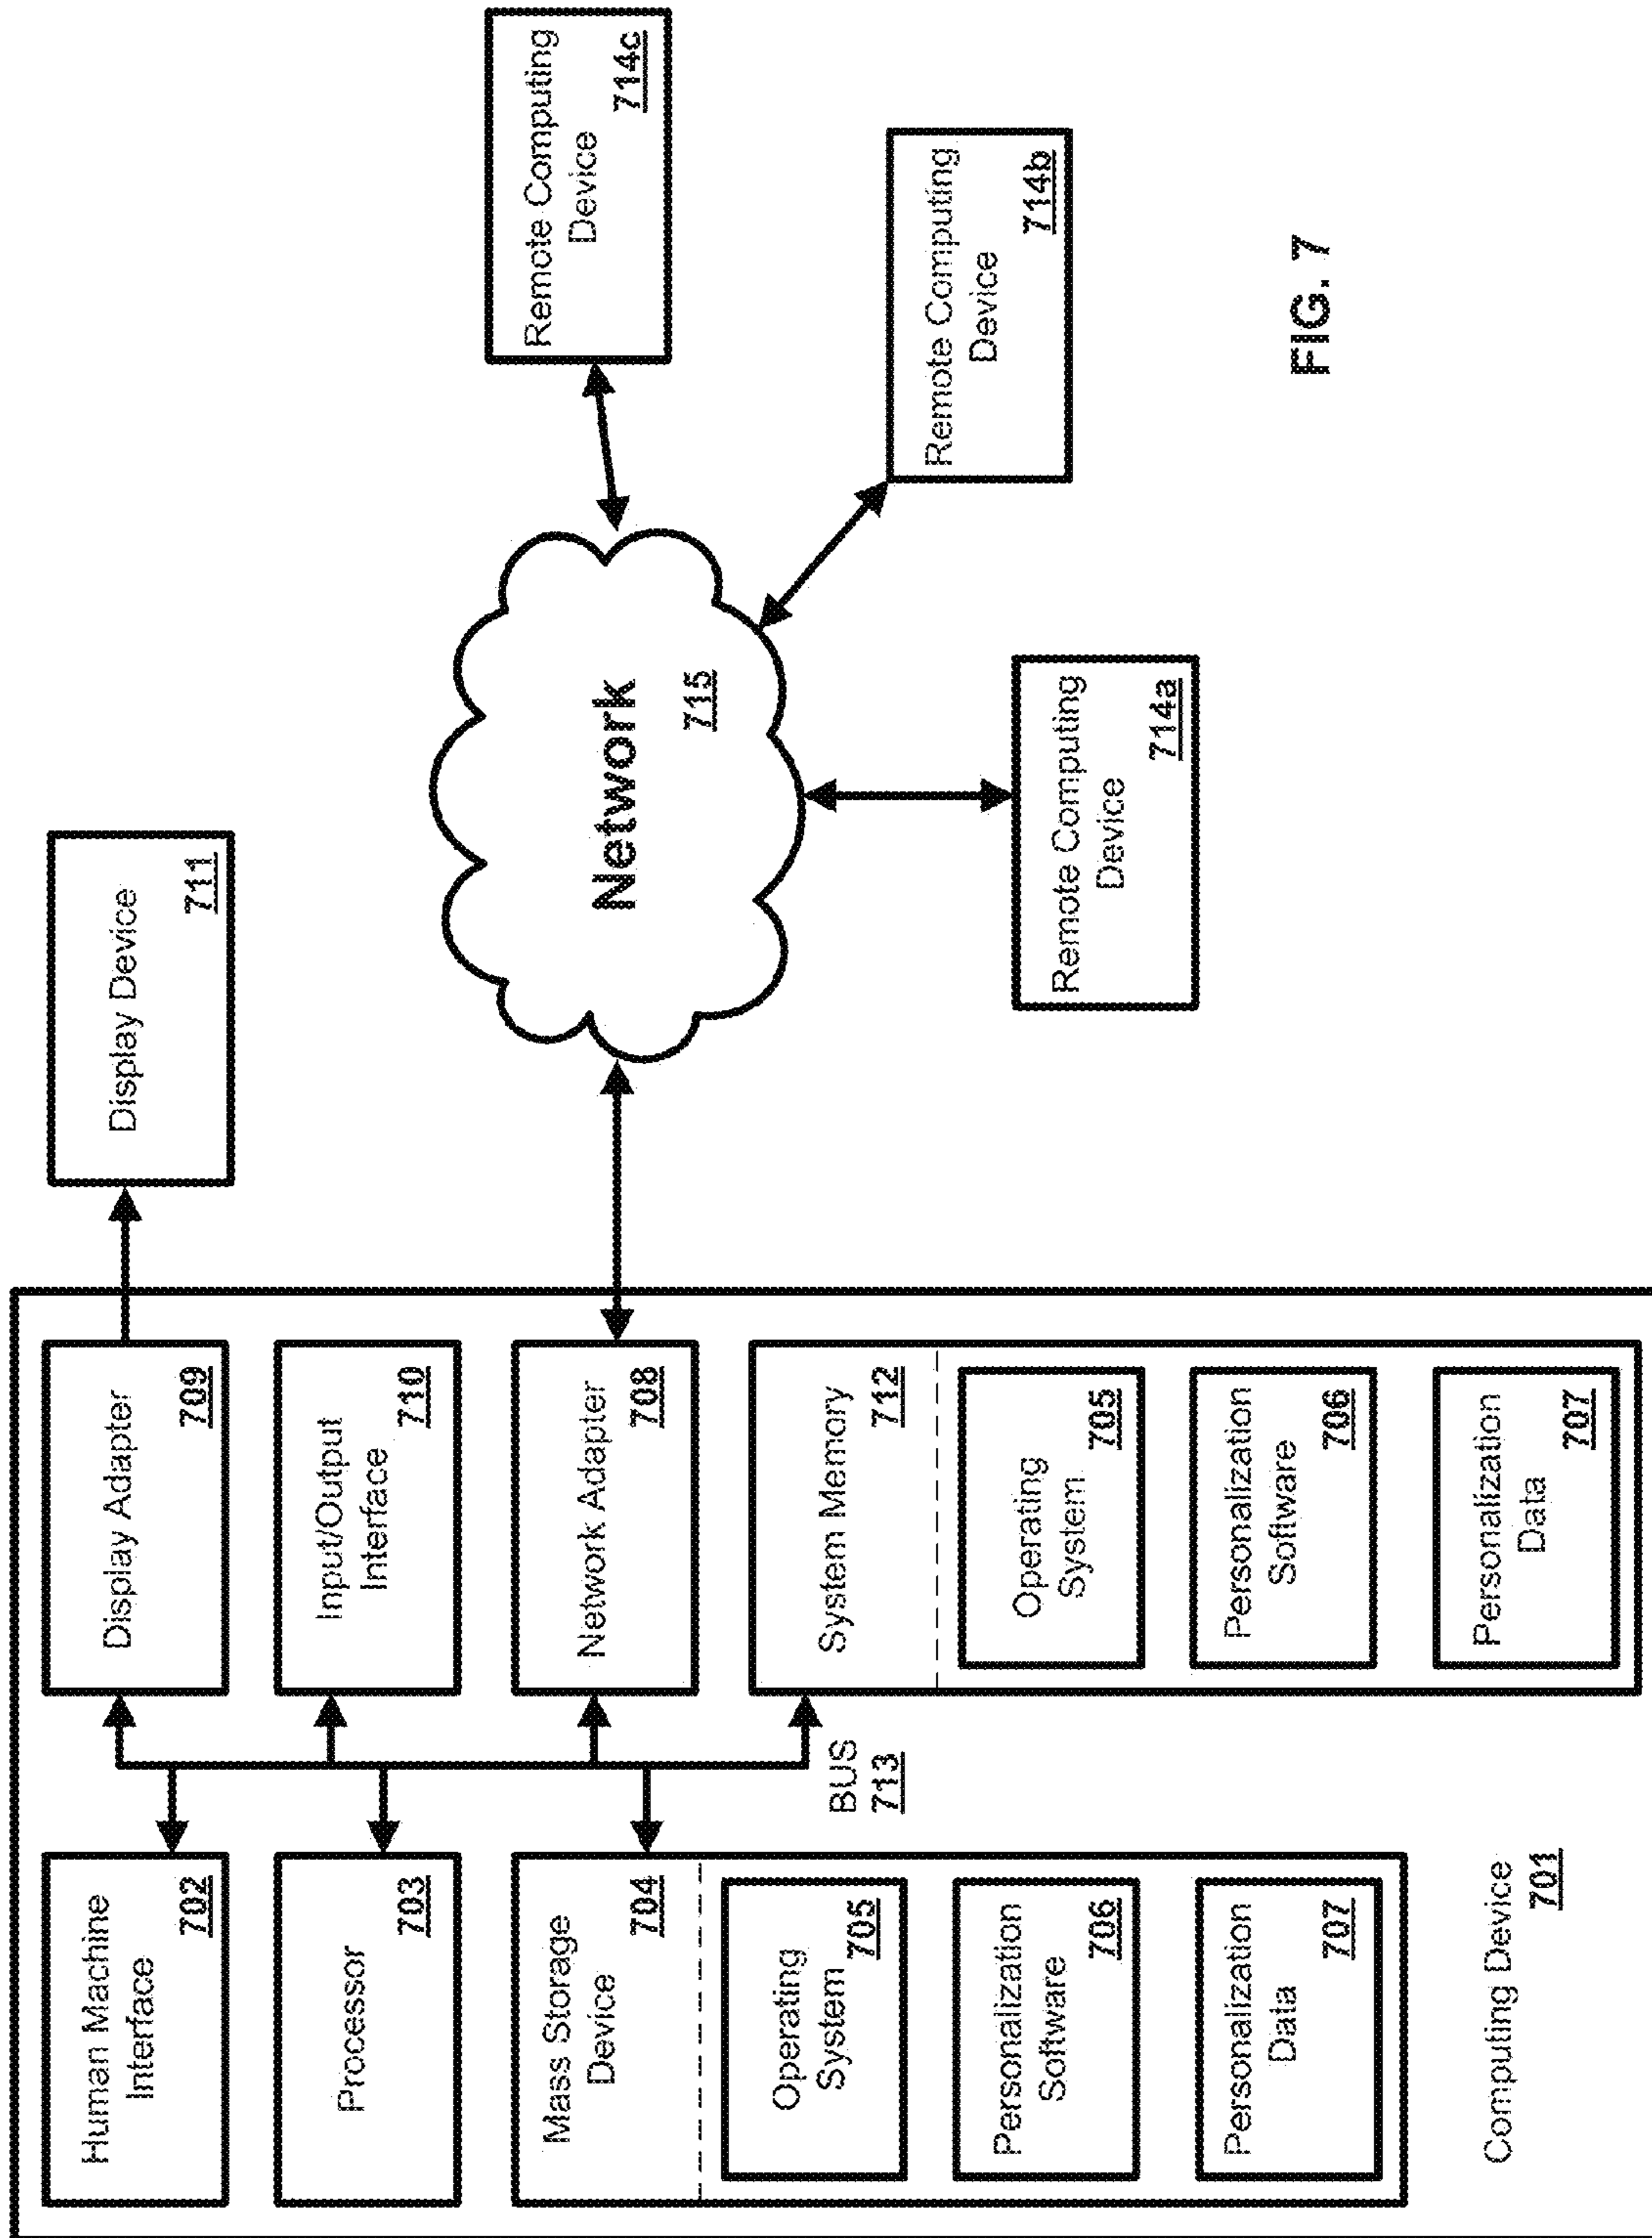 Human Machine
Interface
702
Processor
703
Mass Storage
Device
704
Operating
System
705
Personalization
Software
706
Personalization
Data
707
Computing Device
701
BUS
713
Display Adapter
709
Input/Output
Interface
710
Network Adapter
708
System Memory
712
Operating
System
705
Personalization
Software
706
Personalization
Data
707
Display Device
711
Network
715
Remote Computing
Device
714a
Remote Computing
Device
714b
Remote Computing
Device
714c
FIG. 7